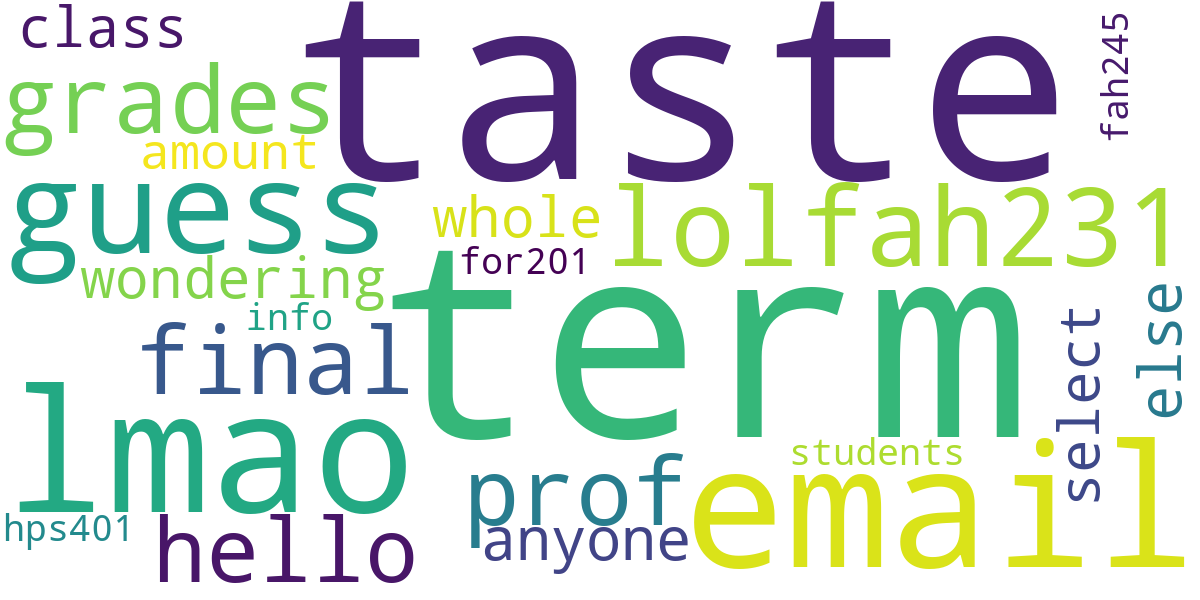 class
taste
fah245
grades
amount
guess
whole
lolfah231
wondering
for201
term
info
final
select
else
lmao
prof
students
email
hps401
hello
anyone